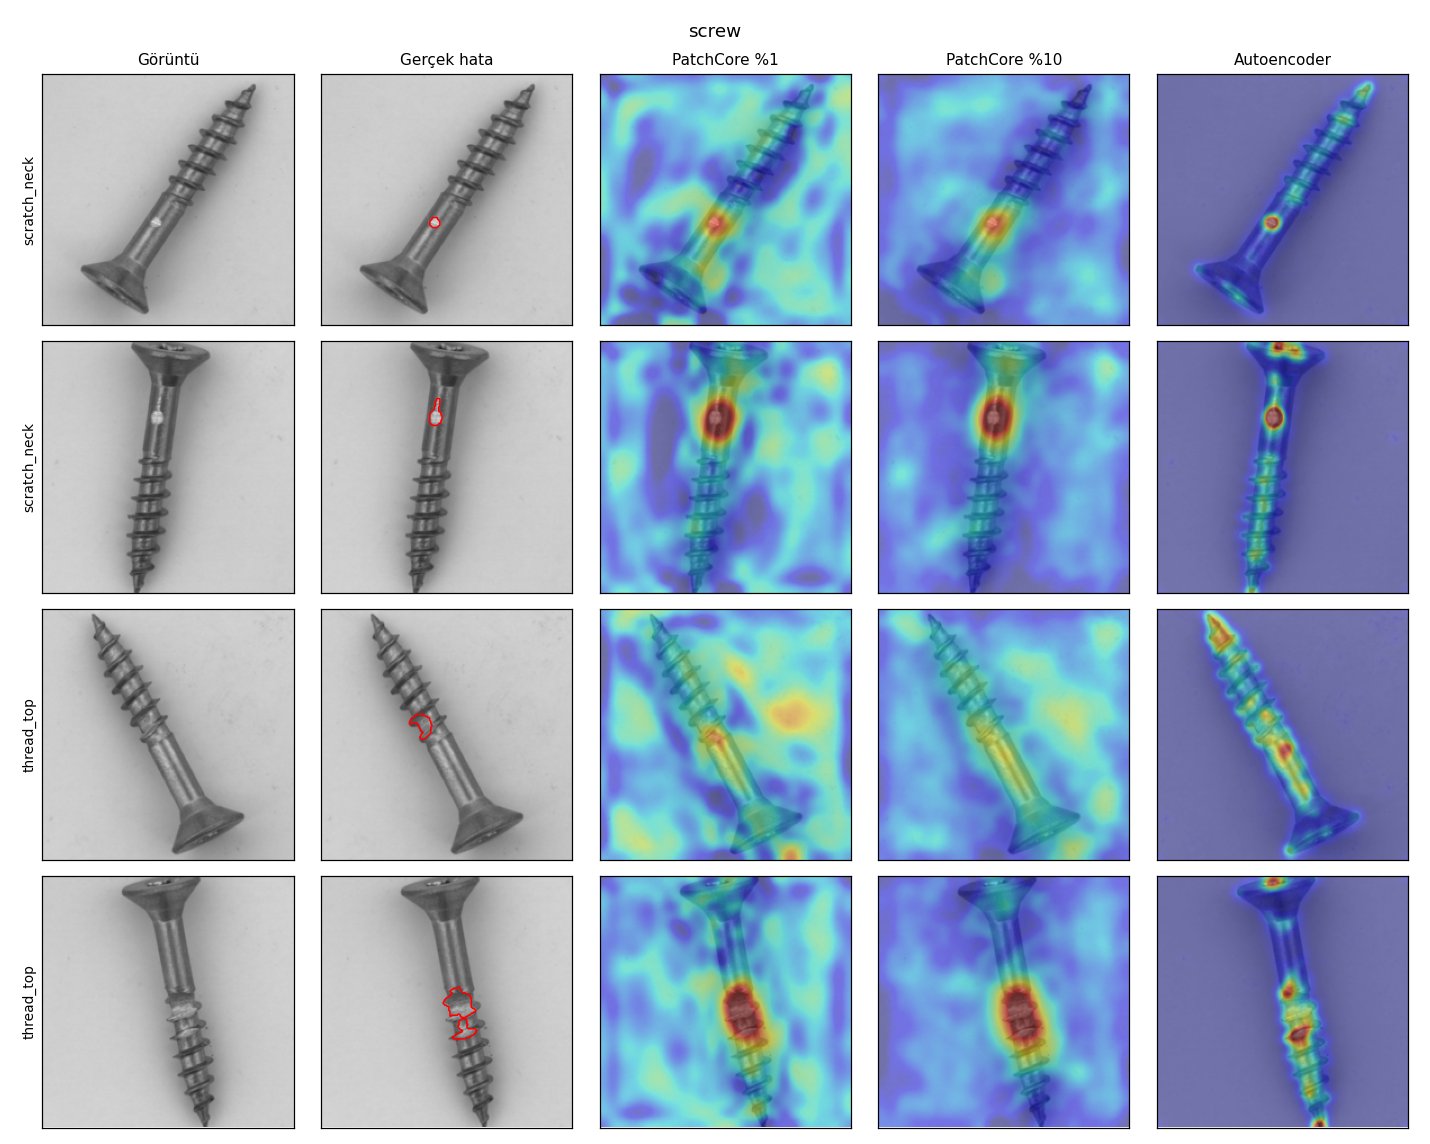 screw
Görüntü Gerçek hata PatchCore %1 PatchCore %10 Autoencoder
scratch_neck
scratch_neck
thread_top
thread_top